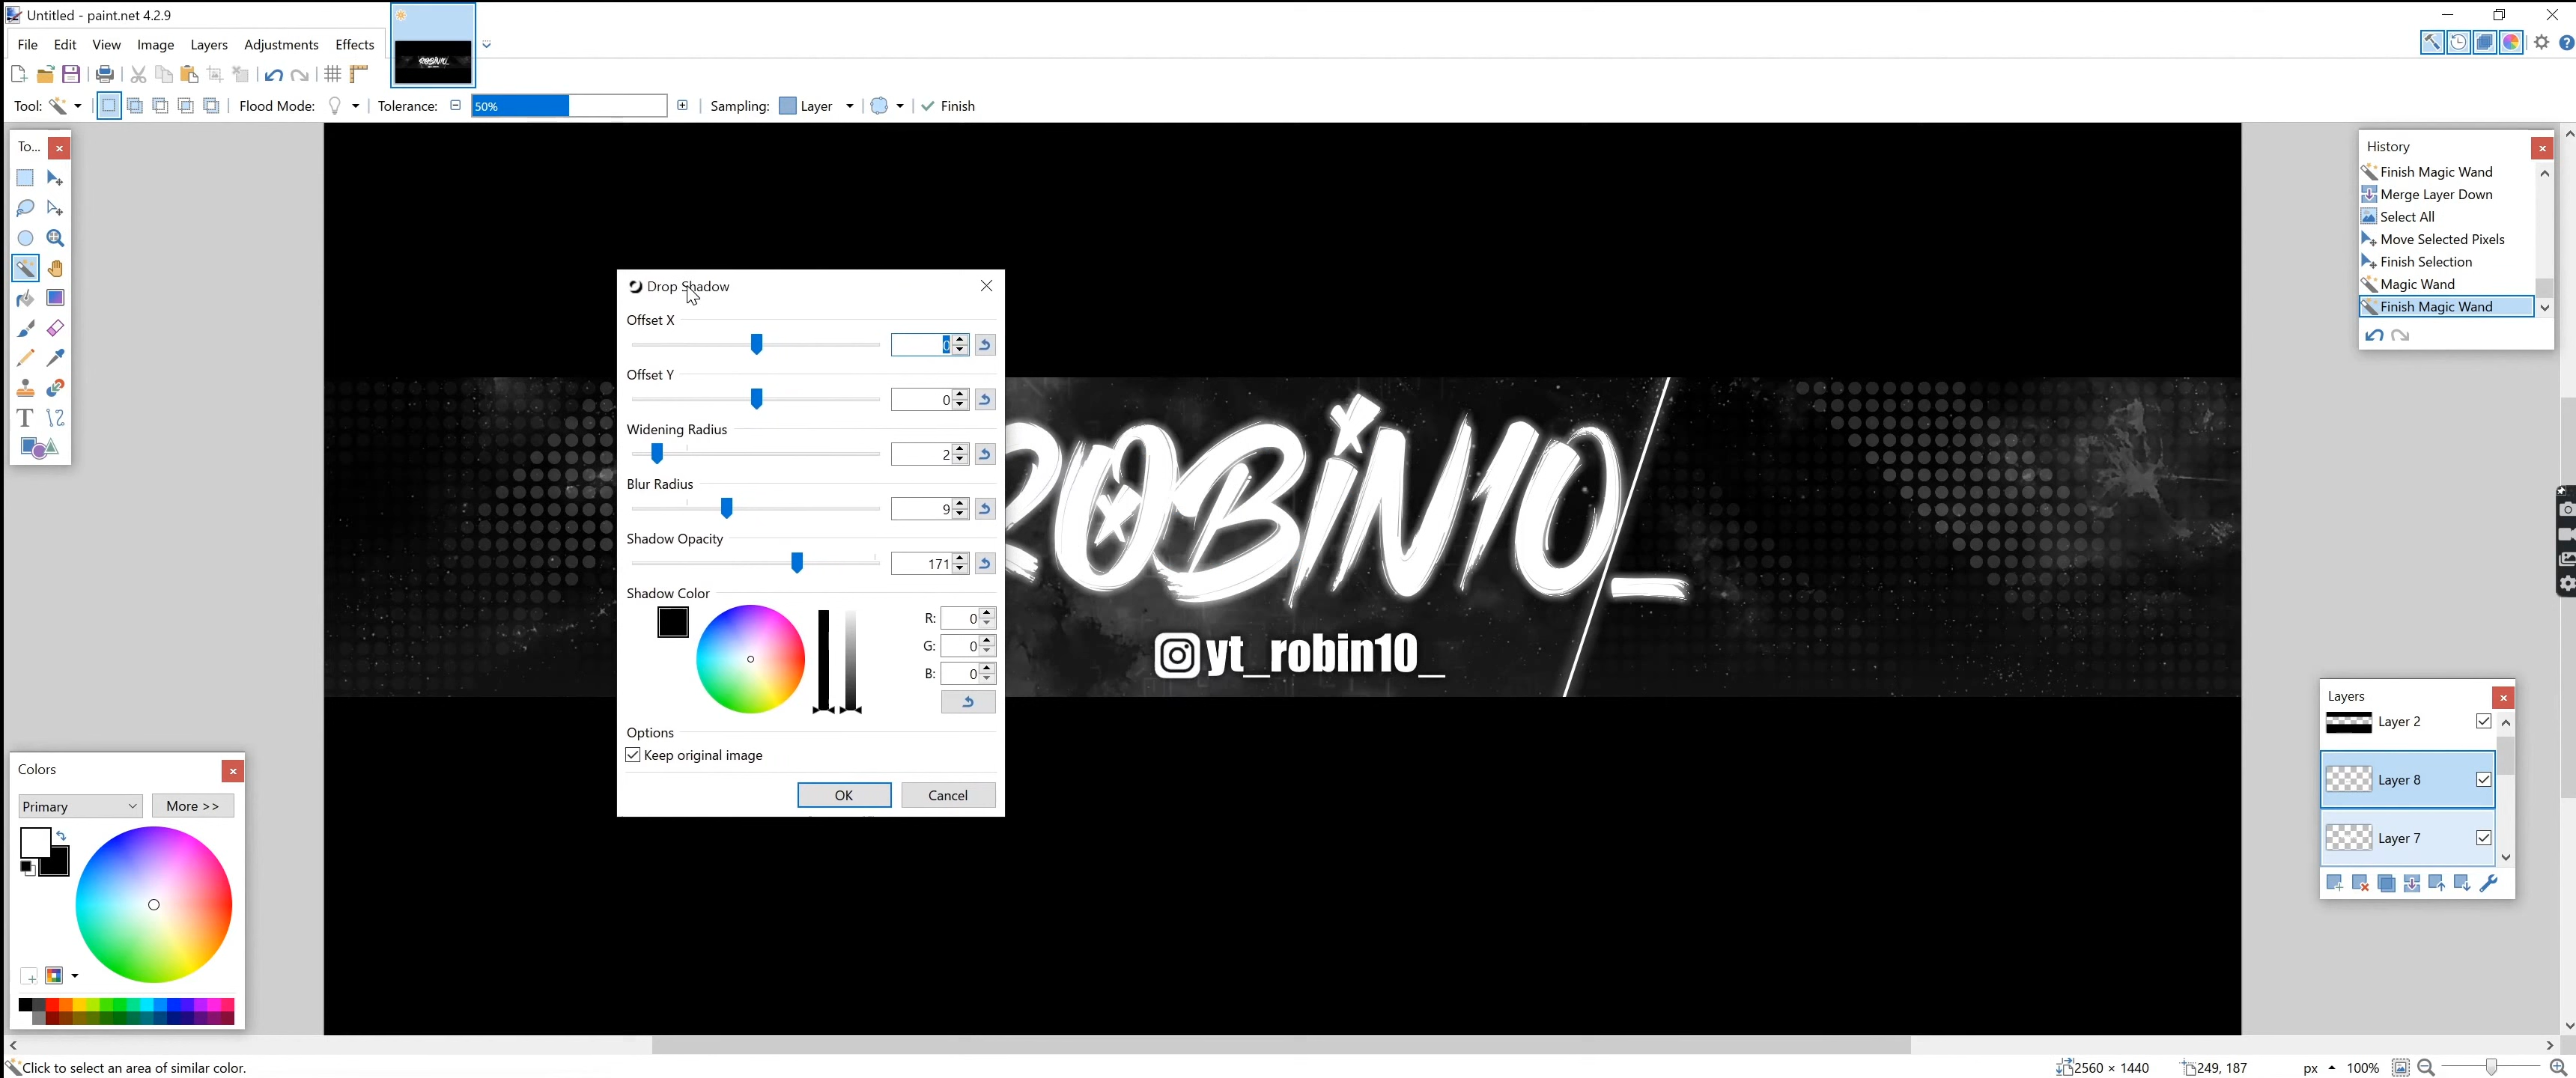 Untitled - paint.net 4.2.9
File Edit View Image Layers Adjustments Effects
Tool: Flood Mode: Tolerance: 50% Sampling: Layer Finish
To...
History
Finish Magic Wand
Merge Layer Down
Select All
Move Selected Pixels
Finish Selection
Magic Wand
Finish Magic Wand
Drop Shadow
Offset X
0
Offset Y
0
Widening Radius
2
Blur Radius
9
Shadow Opacity
171
Shadow Color
R: 0
G: 0
B: 0
Options
Keep original image
OK Cancel
ROBIN10_
yt_robin10_
Layers
Layer 2
Layer 8
Layer 7
Colors
Primary More >>
Click to select an area of similar color.
2560 × 1440 249, 187 px 100%